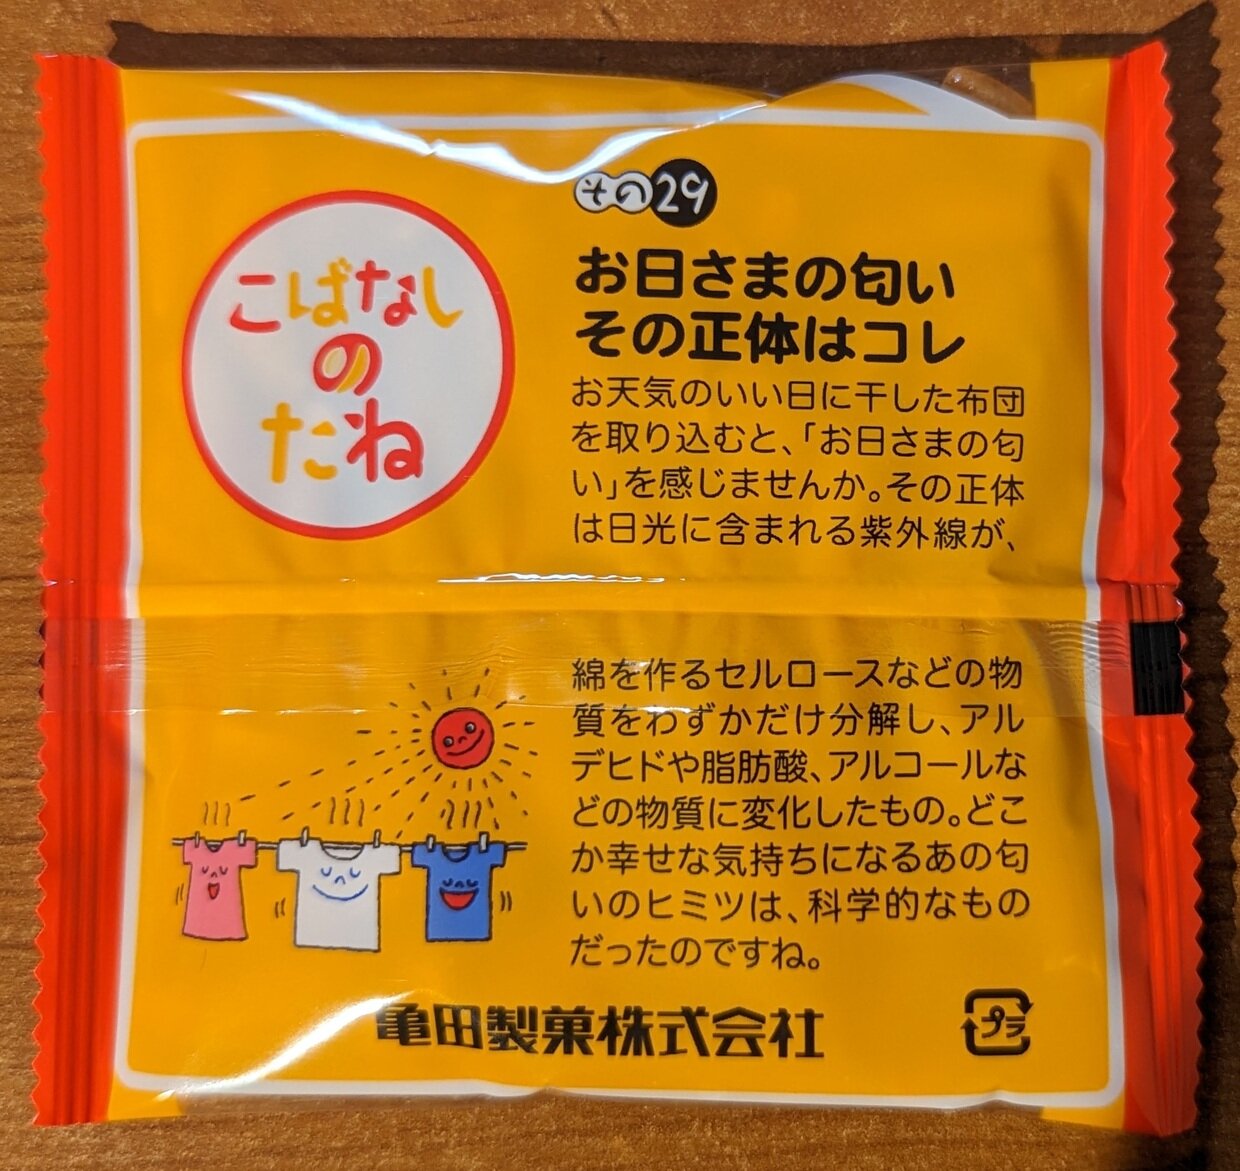 こばなし
の
たね
その29
お日さまの匂い
その正体はコレ
お天気のいい日に干した布団
を取り込むと、「お日さまの匂
い」を感じませんか。その正体
は日光に含まれる紫外線が、
綿を作るセルロースなどの物
質をわずかだけ分解し、アル
デヒドや脂肪酸、アルコールな
どの物質に変化したもの。どこ
か幸せな気持ちになるあの匂
いのヒミツは、科学的なもの
だったのですね。
亀田製菓株式会社
プラ